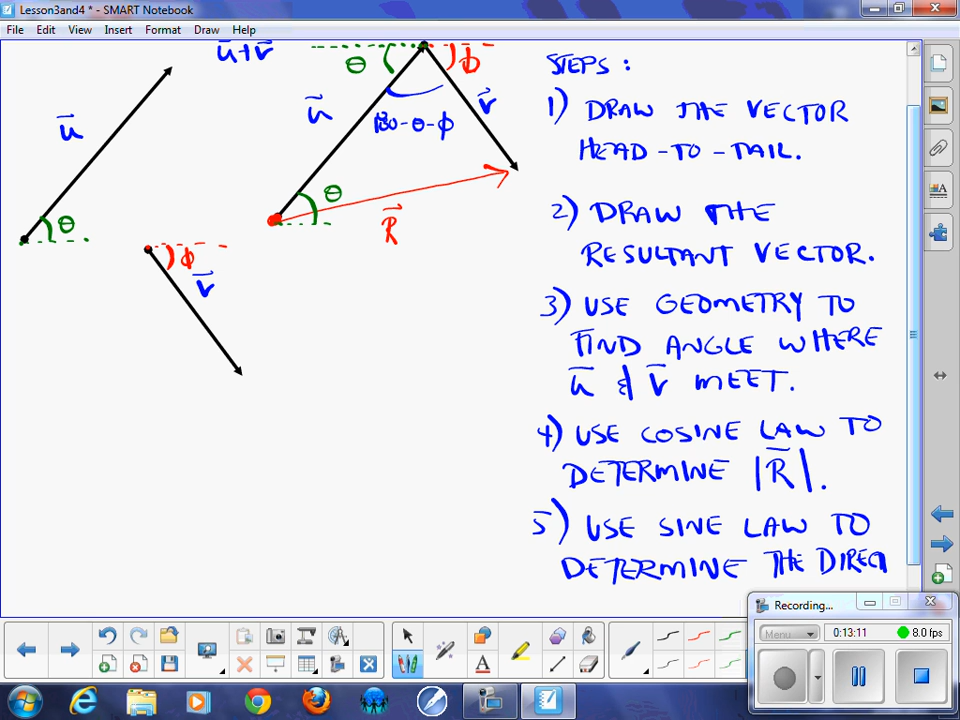 Lesson3and4 * - SMART Notebook
File Edit View Insert Format Draw Help
u+v
θ
ϕ
u
v
180-θ-ϕ
θ
R
u
θ
ϕ
v
STEPS:
1) DRAW THE VECTOR
HEAD-TO-TAIL.
2) DRAW THE
RESULTANT VECTOR.
3) USE GEOMETRY TO
FIND ANGLE WHERE
u & v MEET.
4) USE COSINE LAW TO
DETERMINE |R|.
5) USE SINE LAW TO
DETERMINE THE DIREC
Recording...
Menu
0:13:11
8.0 fps